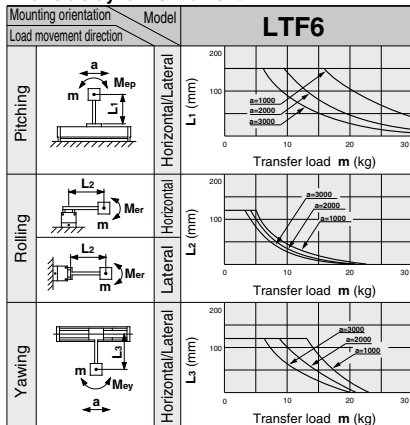 Mounting orientation
Model
Load movement direction
LTF6
Pitching
a
Mep
m
L1
Horizontal/Lateral
L1 (mm)
200
100
0
10
20
30
a=1000
a=2000
a=3000
Transfer load m (kg)
Rolling
L2
Mer
m
Horizontal
L2
Mer
m
Lateral
L2 (mm)
200
100
0
10
20
30
a=3000
a=2000
a=1000
Transfer load m (kg)
Yawing
L3
m
Mey
a
Horizontal/Lateral
L3 (mm)
200
100
0
10
20
30
a=3000
a=2000
a=1000
Transfer load m (kg)